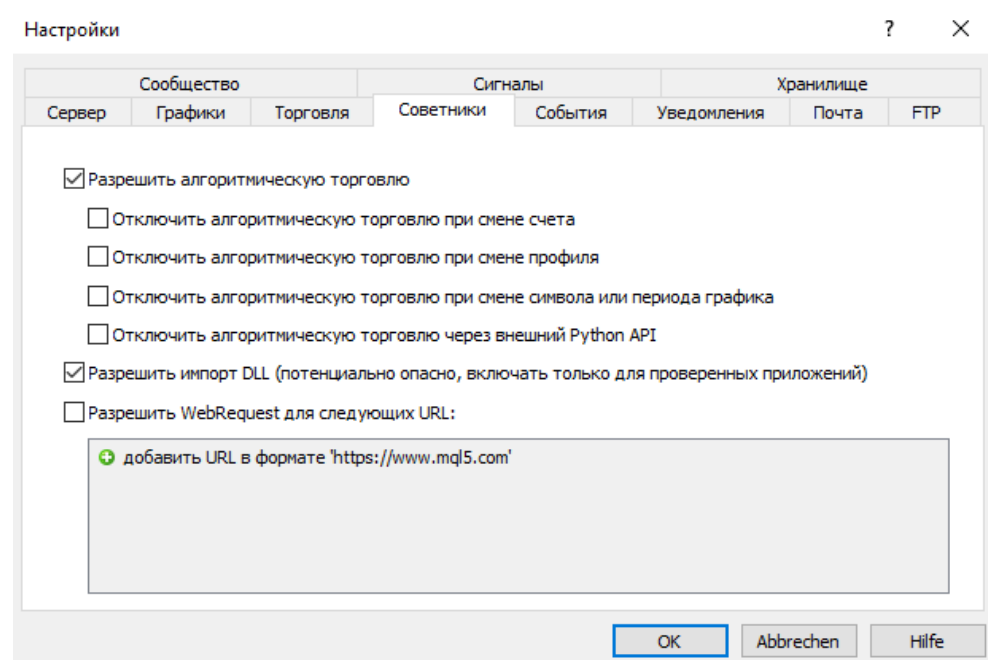 Настройки
?
Сообщество Сигналы Хранилище
Сервер Графики Торговля Советники События Уведомления Почта FTP
Разрешить алгоритмическую торговлю
Отключить алгоритмическую торговлю при смене счета
Отключить алгоритмическую торговлю при смене профиля
Отключить алгоритмическую торговлю при смене символа или периода графика
Отключить алгоритмическую торговлю через внешний Python API
Разрешить импорт DLL (потенциально опасно, включать только для проверенных приложений)
Разрешить WebRequest для следующих URL:
добавить URL в формате 'https://www.mql5.com'
OK Abbrechen Hilfe